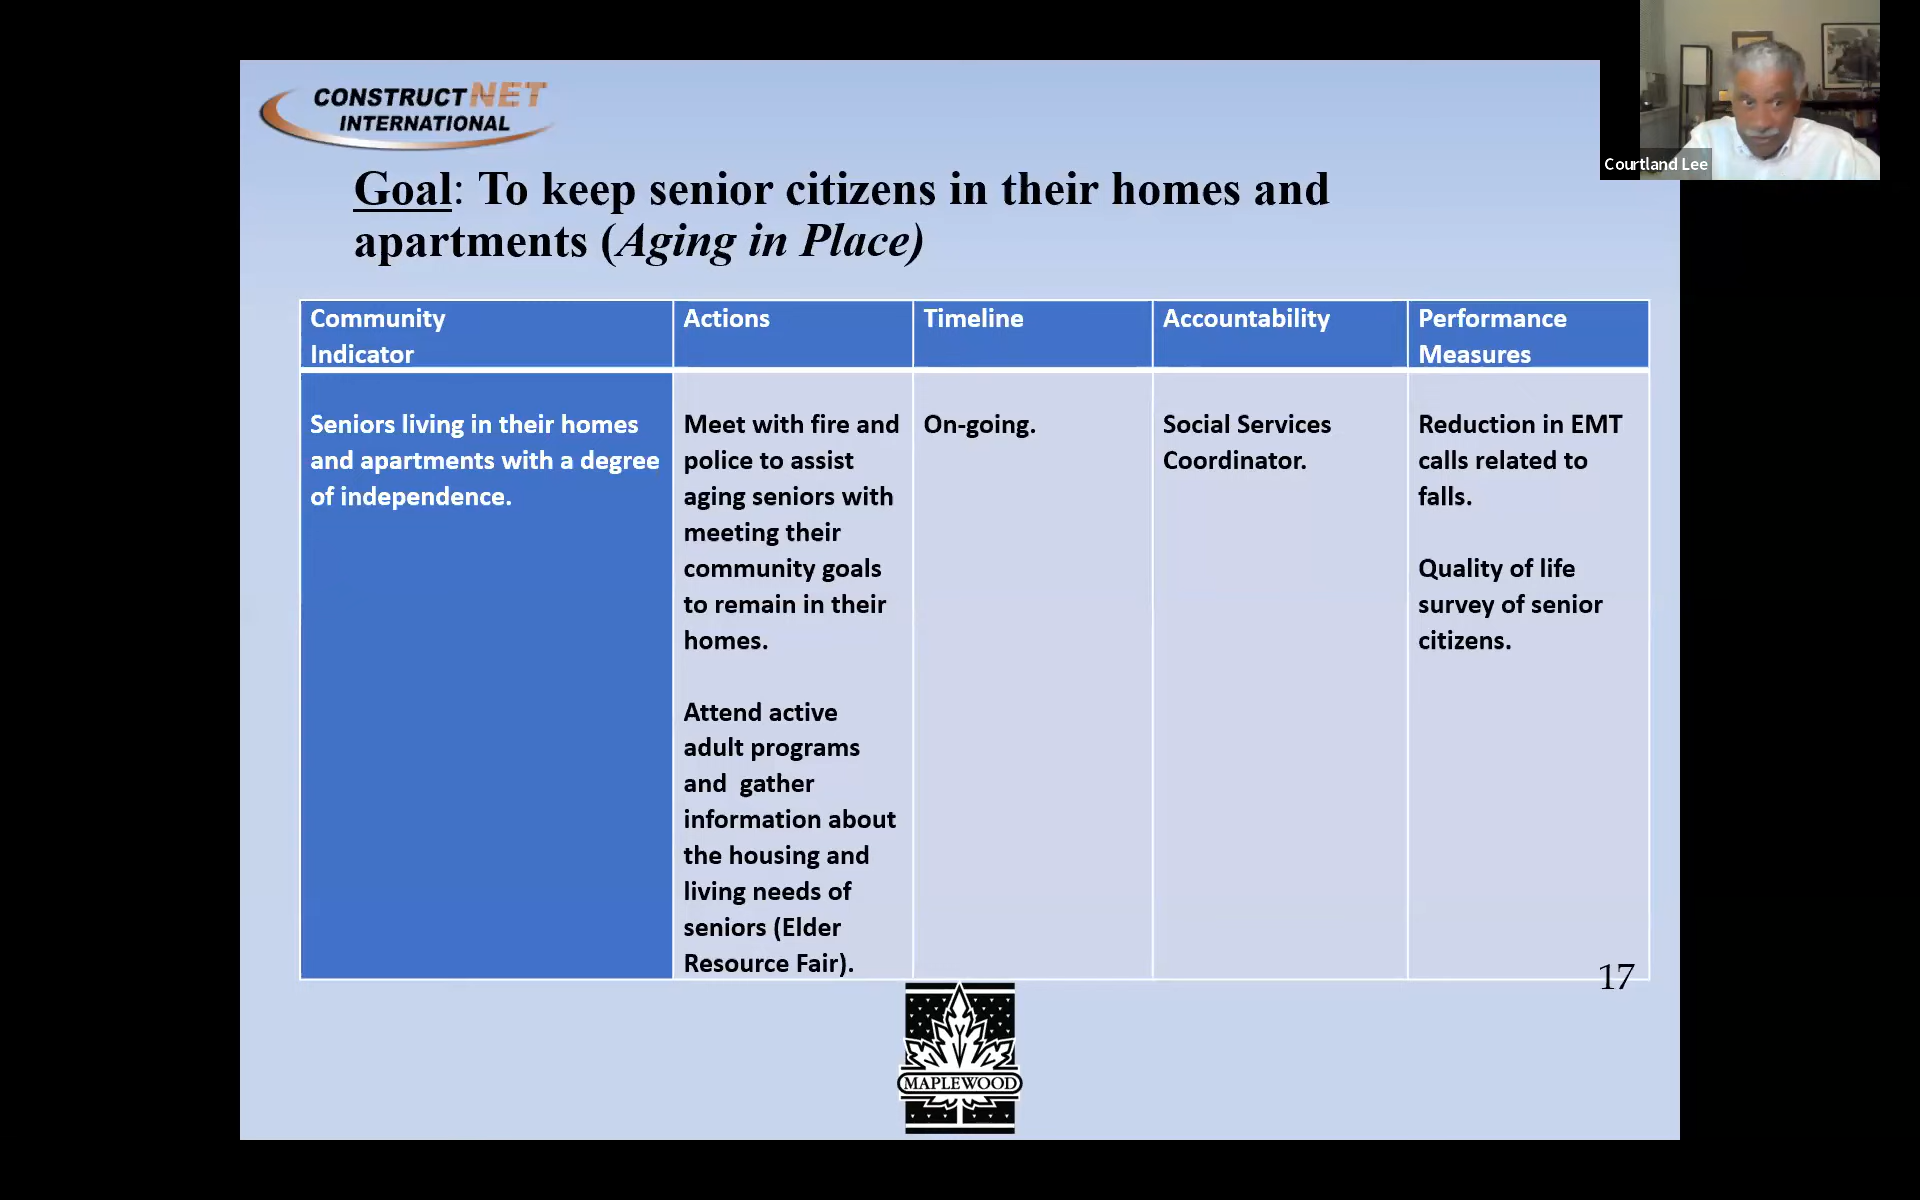 CONSTRUCTNET
INTERNATIONAL
Courtland Lee
Goal: To keep senior citizens in their homes and
apartments (Aging in Place)
Community
Indicator
Actions
Timeline
Accountability
Performance
Measures
Seniors living in their homes
and apartments with a degree
of independence.
Meet with fire and
police to assist
aging seniors with
meeting their
community goals
to remain in their
homes.
Attend active
adult programs
and  gather
information about
the housing and
living needs of
seniors (Elder
Resource Fair).
On-going.
Social Services
Coordinator.
Reduction in EMT
calls related to
falls.
Quality of life
survey of senior
citizens.
17
MAPLEWOOD